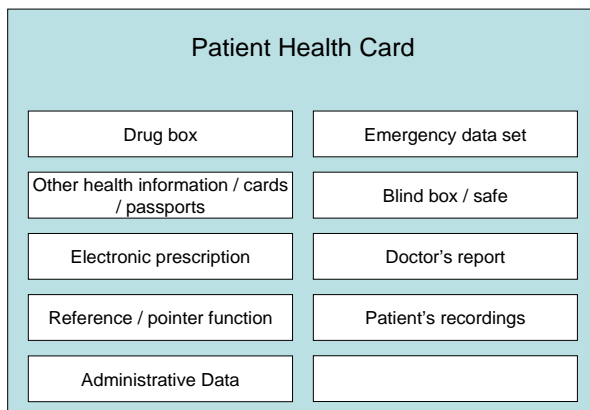 Patient Health Card
Drug box
Emergency data set
Other health information / cards
/ passports
Blind box / safe
Electronic prescription
Doctor's report
Reference / pointer function
Patient's recordings
Administrative Data